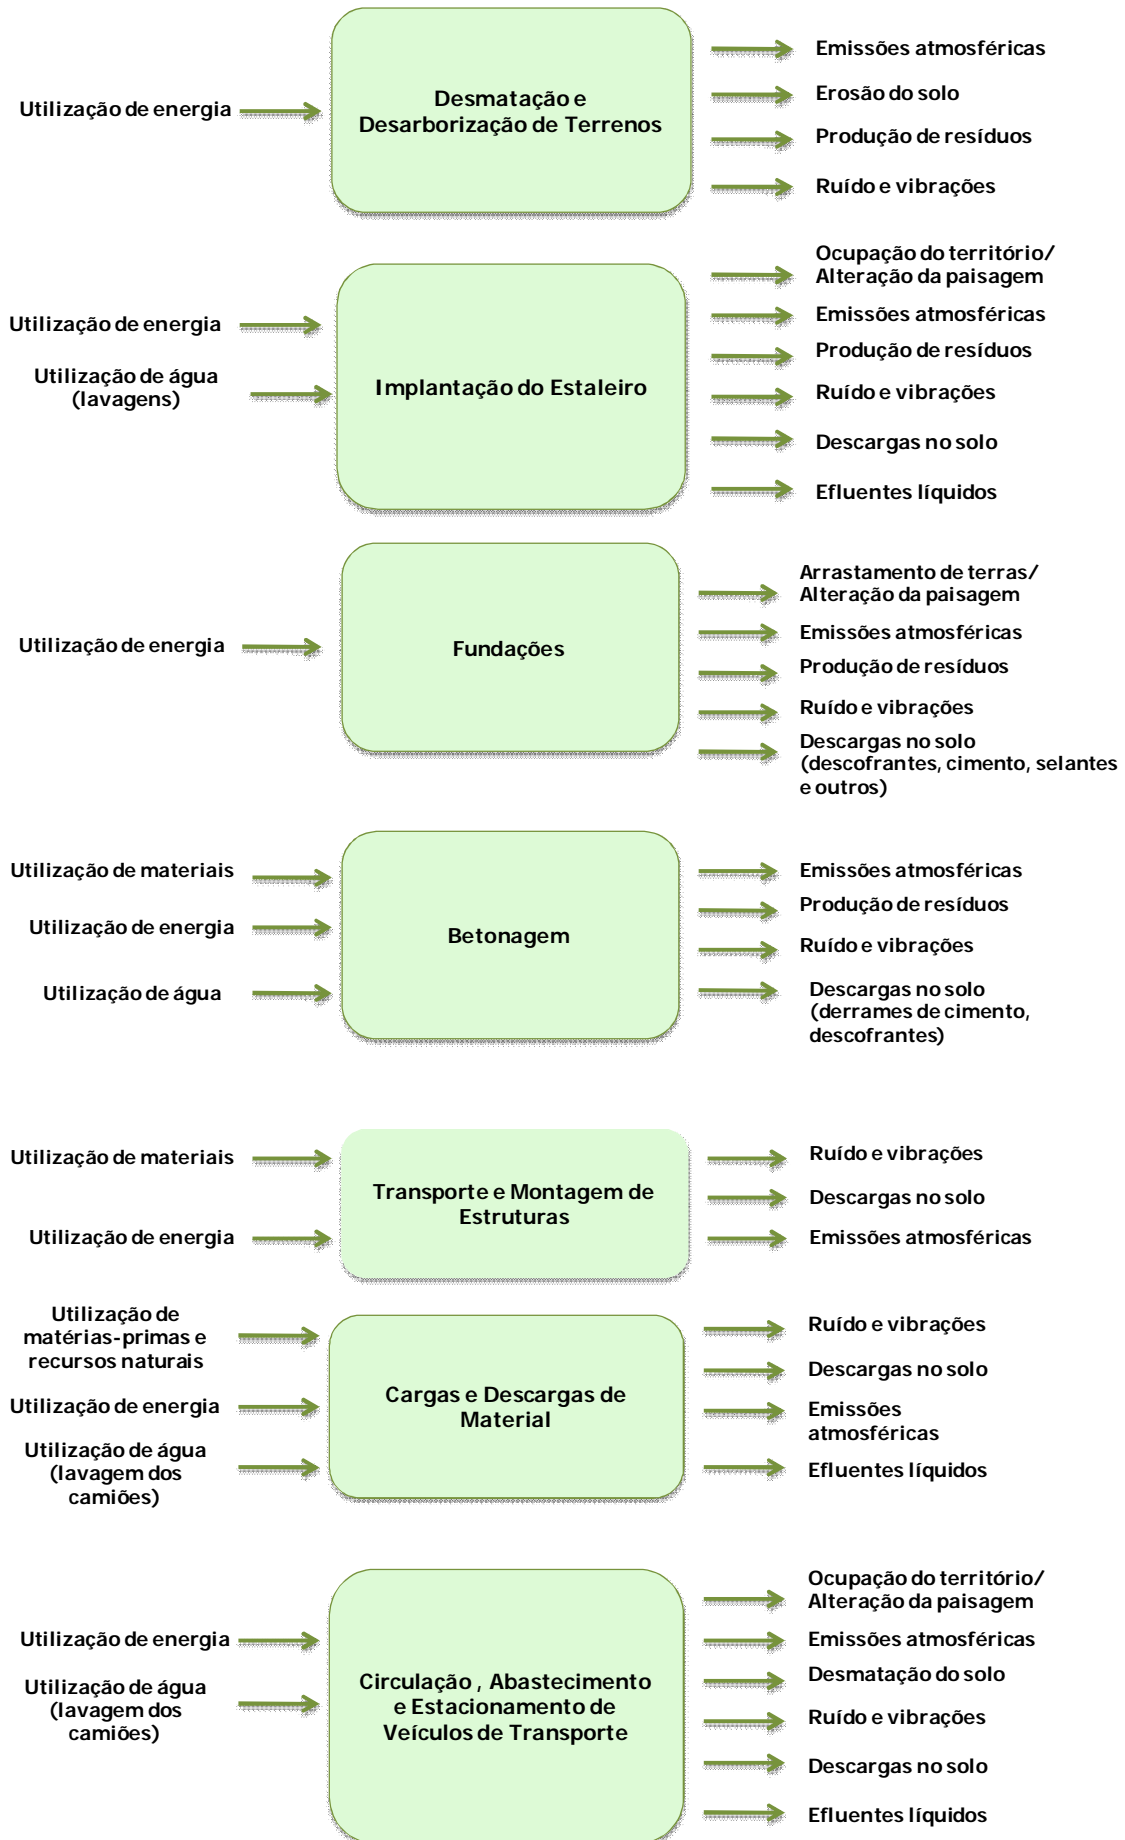 Utilização de energia
Desmatação e
Desarborização de Terrenos
Emissões atmosféricas
Erosão do solo
Produção de resíduos
Ruído e vibrações
Utilização de energia
Utilização de água
(lavagens)
Implantação do Estaleiro
Ocupação do território/
Alteração da paisagem
Emissões atmosféricas
Produção de resíduos
Ruído e vibrações
Descargas no solo
Efluentes líquidos
Utilização de energia
Fundações
Arrastamento de terras/
Alteração da paisagem
Emissões atmosféricas
Produção de resíduos
Ruído e vibrações
Descargas no solo
(descofrantes, cimento, selantes
e outros)
Utilização de materiais
Utilização de energia
Utilização de água
Betonagem
Emissões atmosféricas
Produção de resíduos
Ruído e vibrações
Descargas no solo
(derrames de cimento,
descofrantes)
Utilização de materiais
Utilização de energia
Transporte e Montagem de
Estruturas
Ruído e vibrações
Descargas no solo
Emissões atmosféricas
Utilização de
matérias-primas e
recursos naturais
Utilização de energia
Utilização de água
(lavagem dos
camiões)
Cargas e Descargas de
Material
Ruído e vibrações
Descargas no solo
Emissões
atmosféricas
Efluentes líquidos
Utilização de energia
Utilização de água
(lavagem dos
camiões)
Circulação , Abastecimento
e Estacionamento de
Veículos de Transporte
Ocupação do território/
Alteração da paisagem
Emissões atmosféricas
Desmatação do solo
Ruído e vibrações
Descargas no solo
Efluentes líquidos